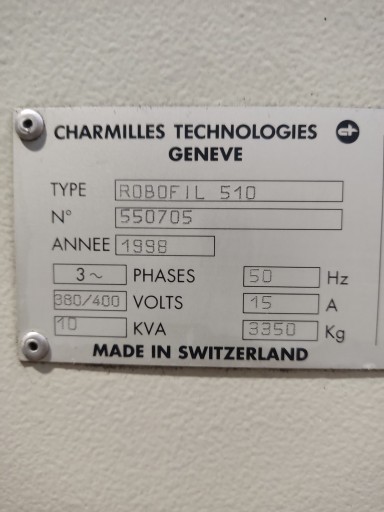 CHARMILLES TECHNOLOGIES
GENEVE
TYPE ROBOFIL 510
N° 550705
ANNEE 1998
3~ PHASES 50 Hz
380/400 VOLTS 15 A
10 KVA 3350 Kg
MADE IN SWITZERLAND